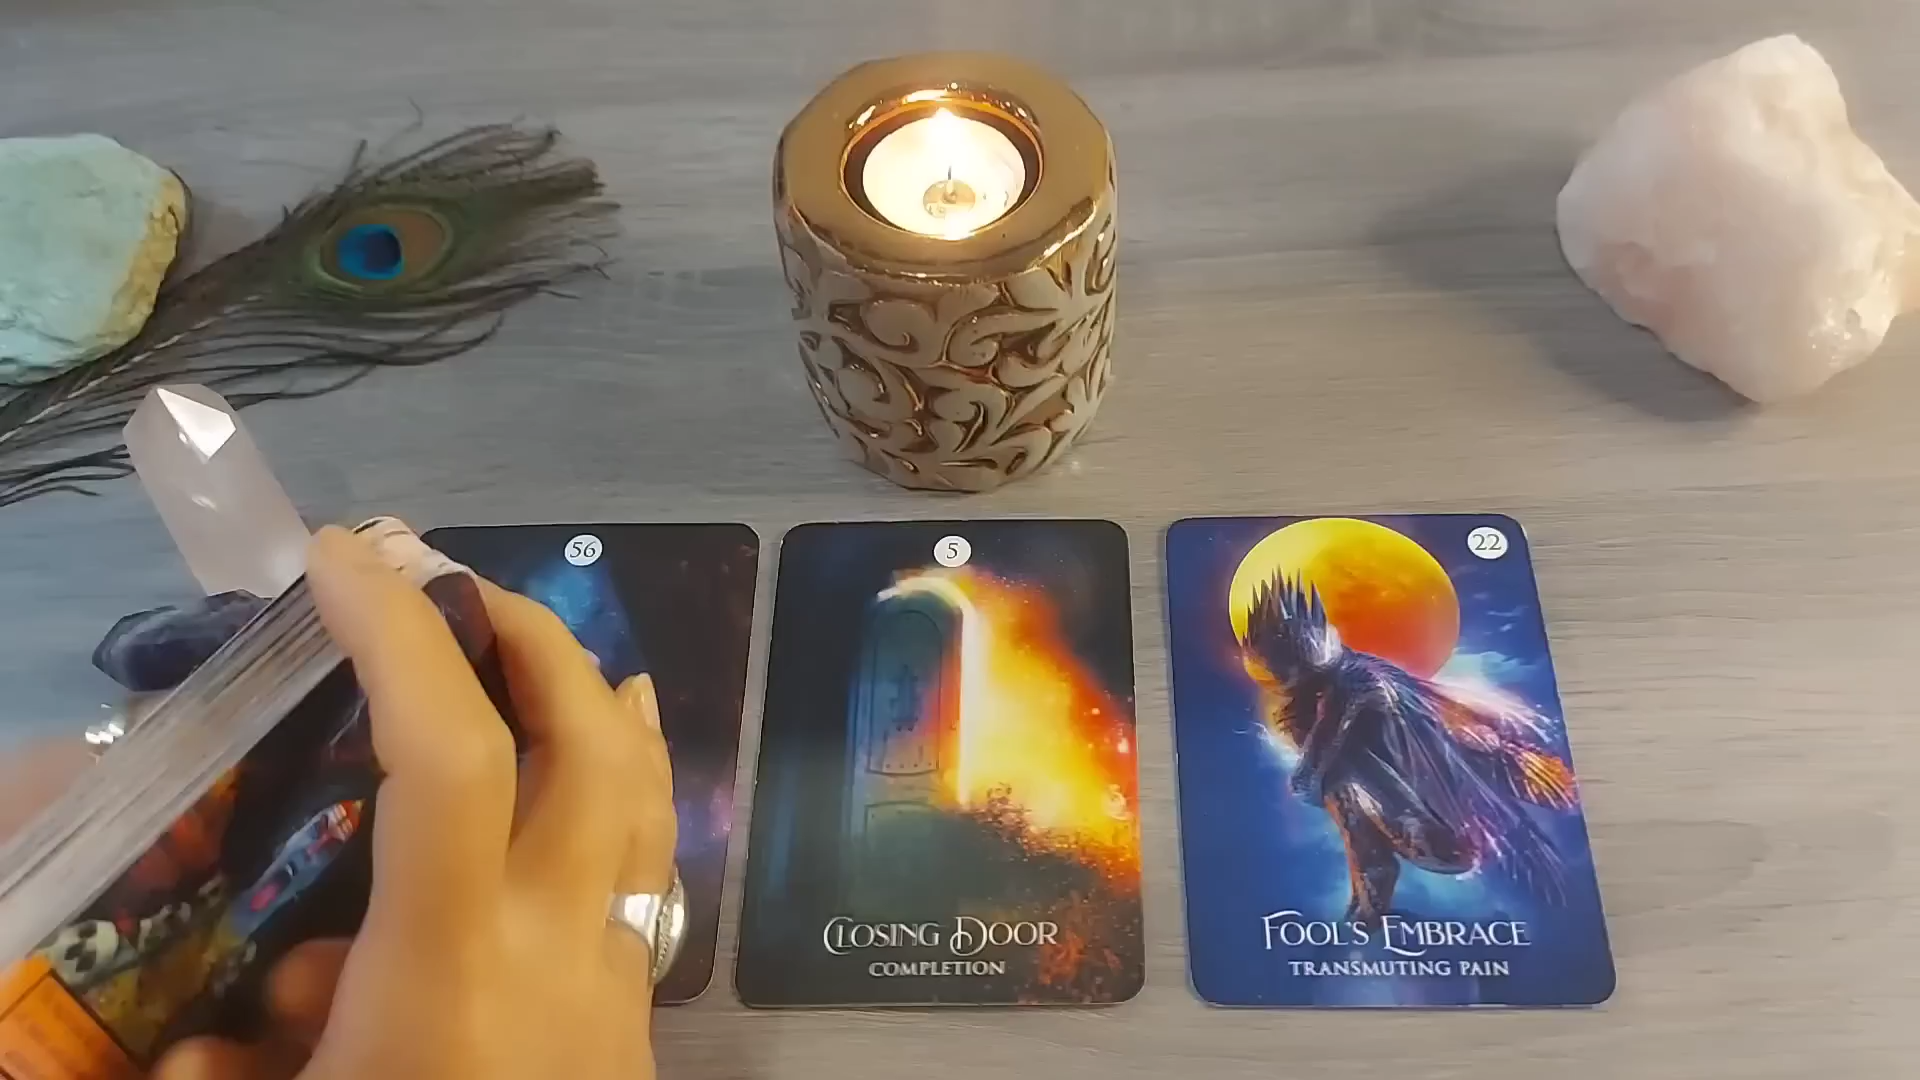 56
5
22
CLOSING DOOR
COMPLETION
FOOL'S EMBRACE
TRANSMUTING PAIN